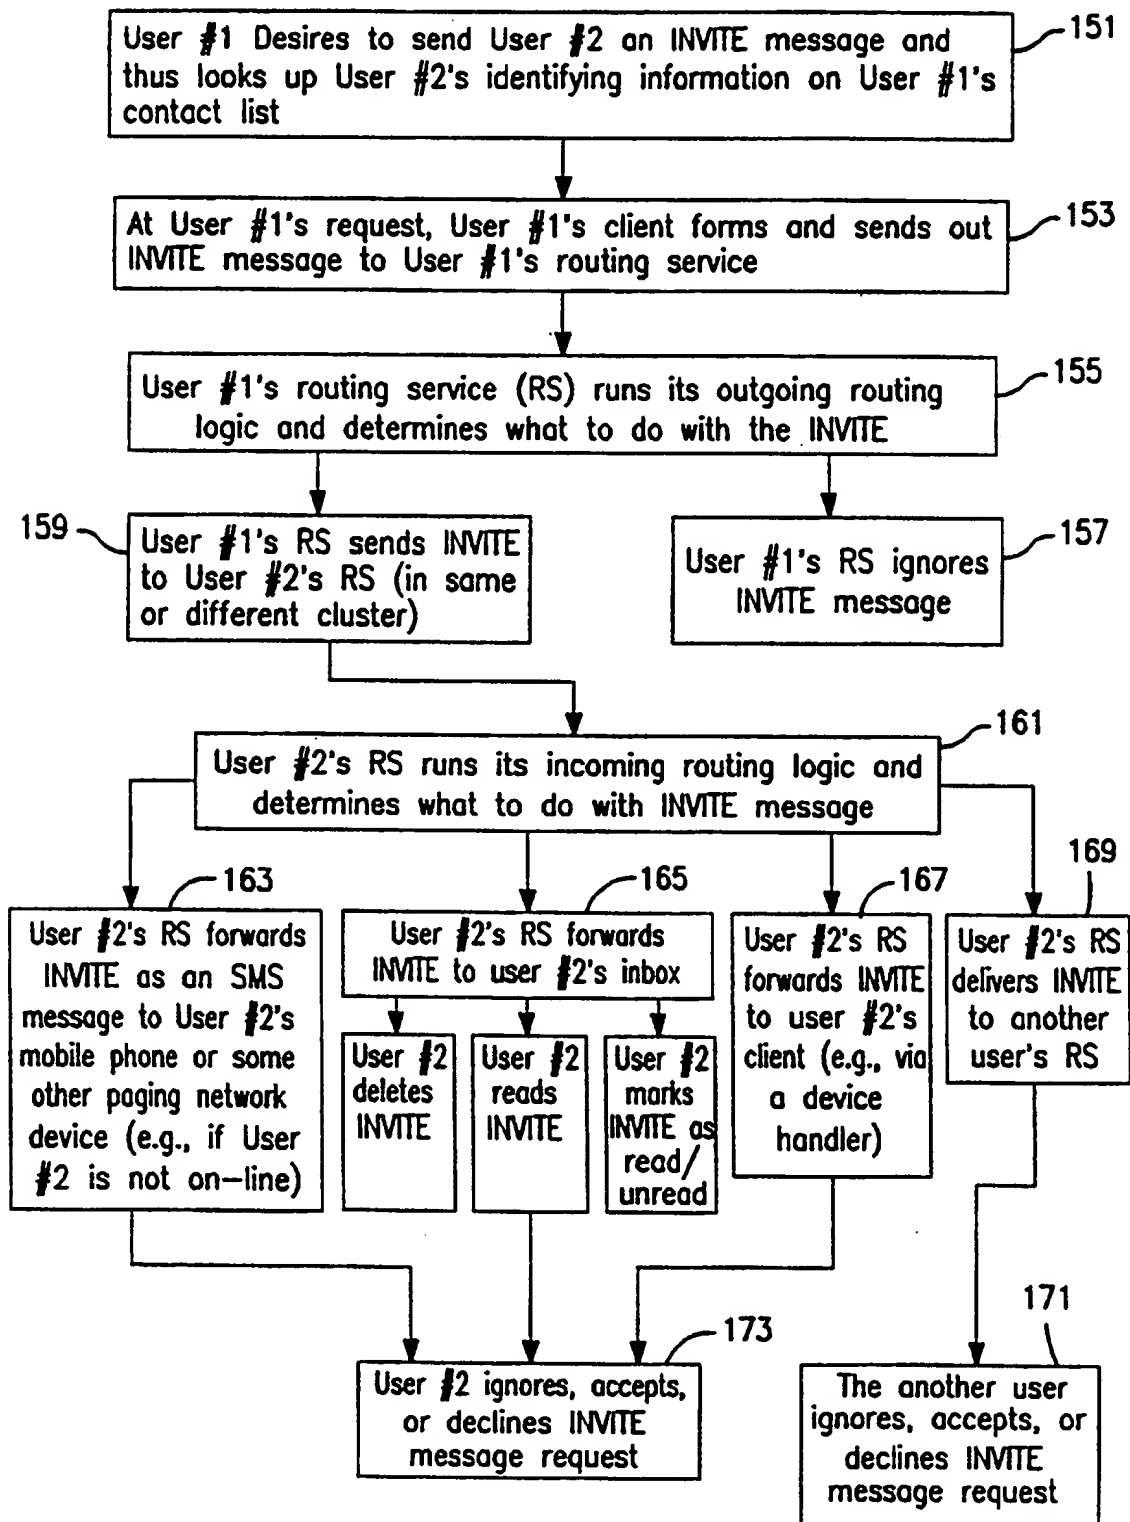 User #1 Desires to send User #2 an INVITE message and
thus looks up User #2's identifying information on User #1's
contact list
151
At User #1's request, User #1's client forms and sends out
INVITE message to User #1's routing service
153
User #1's routing service (RS) runs its outgoing routing
logic and determines what to do with the INVITE
155
159
User #1's RS sends INVITE
to User #2's RS (in same
or different cluster)
User #1's RS ignores
INVITE message
157
161
User #2's RS runs its incoming routing logic and
determines what to do with INVITE message
163
User #2's RS forwards
INVITE as an SMS
message to User #2's
mobile phone or some
other paging network
device (e.g., if User
#2 is not on-line)
165
User #2's RS forwards
INVITE to user #2's inbox
User #2
deletes
INVITE
User #2
reads
INVITE
User #2
marks
INVITE as
read/
unread
167
User #2's RS
forwards INVITE
to user #2's
client (e.g., via
a device
handler)
169
User #2's RS
delivers INVITE
to another
user's RS
173
User #2 ignores, accepts,
or declines INVITE
message request
171
The another user
ignores, accepts, or
declines INVITE
message request